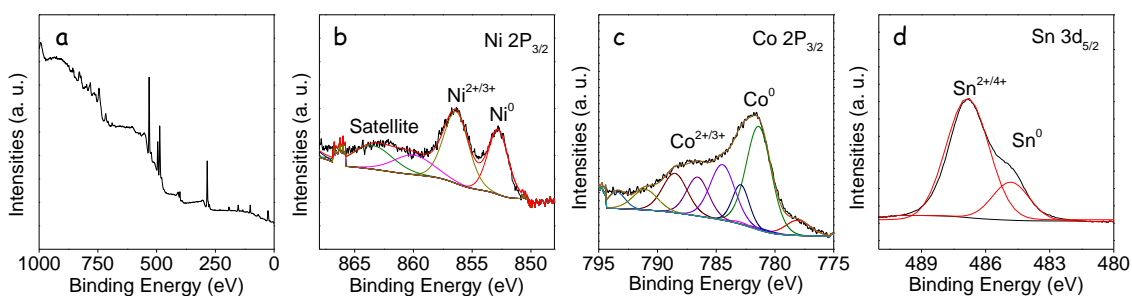 a
Intensities (a. u.)
1000 750 500 250 0
Binding Energy (eV)
b
Ni 2P3/2
Ni2+/3+
Ni0
Satellite
Intensities (a. u.)
865 860 855 850
Binding Energy (eV)
c
Co 2P3/2
Co0
Co2+/3+
Intensities (a. u.)
795 790 785 780 775
Binding Energy (eV)
d
Sn 3d5/2
Sn2+/4+
Sn0
Intensities (a. u.)
489 486 483 480
Binding Energy (eV)